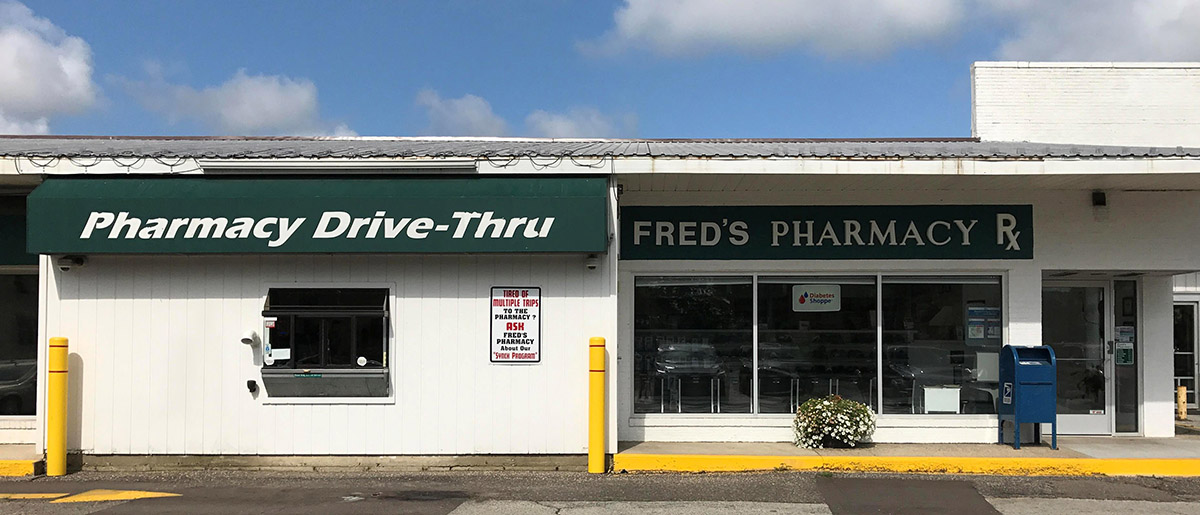 Pharmacy Drive-Thru
FRED'S PHARMACY Rx
TIRED OF
MULTIPLE TRIPS
TO THE
PHARMACY?
ASK
FRED'S
PHARMACY
About Our
"Synch Program"
Diabetes
Shoppe